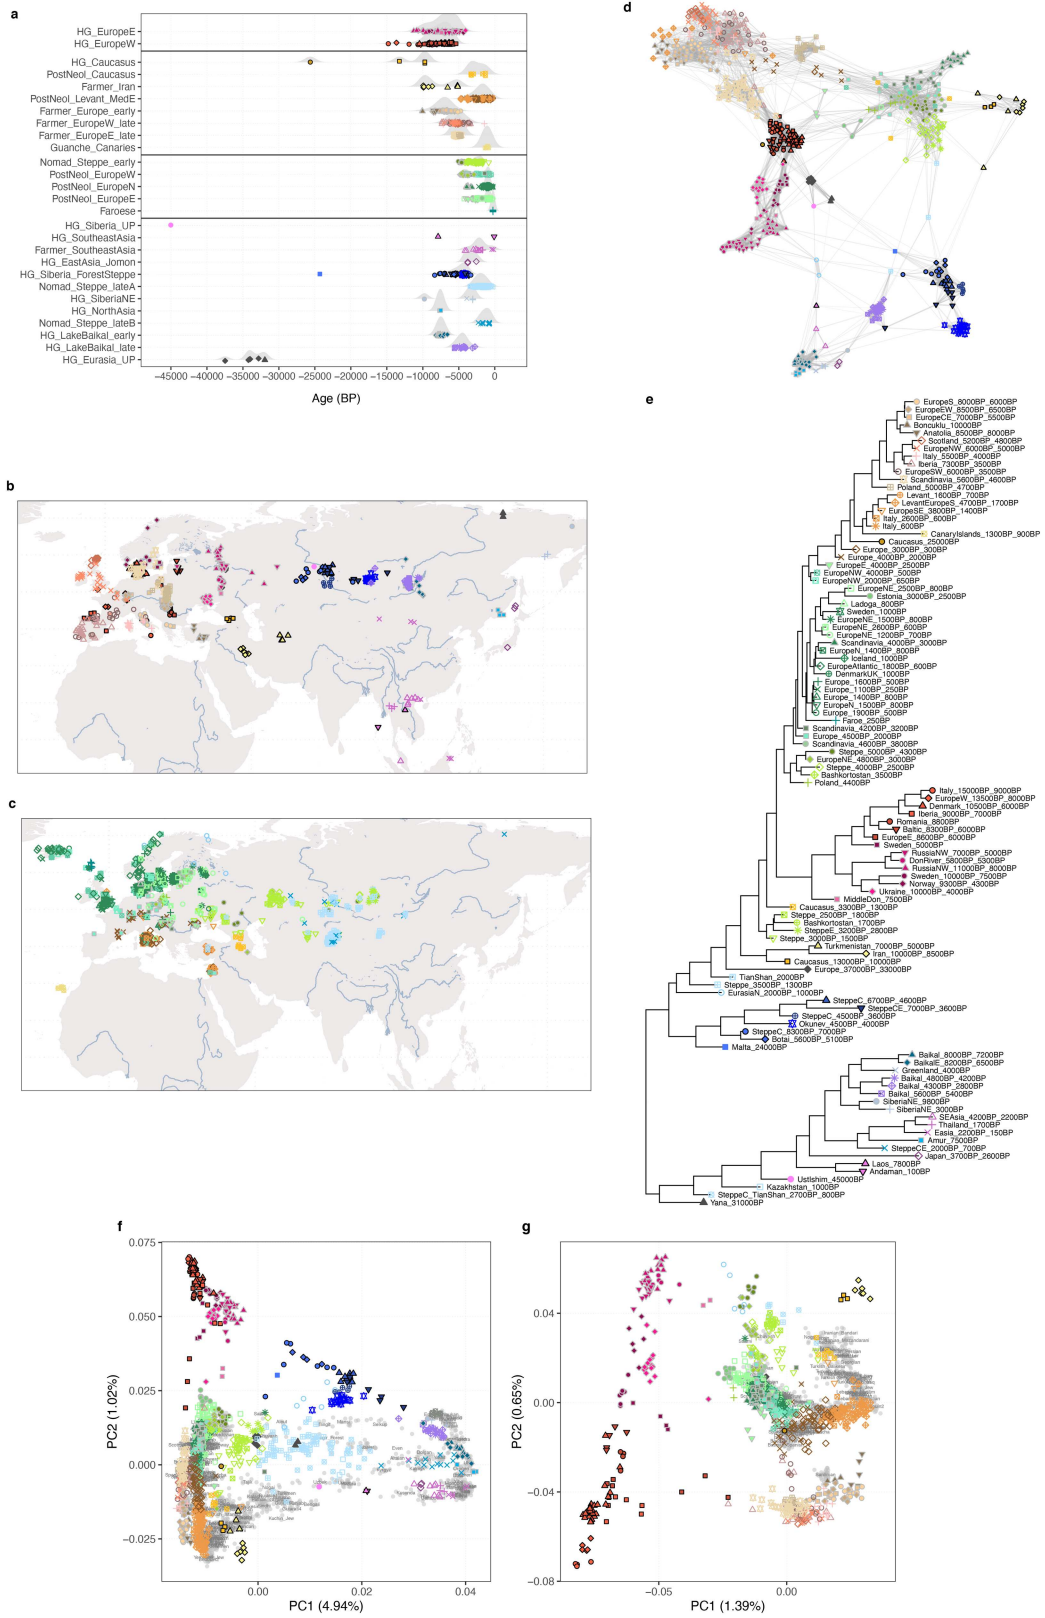 a
HG_EuropeE
HG_EuropeW
HG_Caucasus
PostNeol_Caucasus
Farmer_Iran
PostNeol_Levant_MedE
Farmer_Europe_early
Farmer_EuropeW_late
Farmer_EuropeE_late
Guanche_Canaries
Nomad_Steppe_early
PostNeol_EuropeW
PostNeol_EuropeN
PostNeol_EuropeE
Faroese
HG_Siberia_UP
HG_SoutheastAsia
Farmer_SoutheastAsia
HG_EastAsia_Jomon
HG_Siberia_ForestSteppe
Nomad_Steppe_lateA
HG_SiberiaNE
HG_NorthAsia
Nomad_Steppe_lateB
HG_LakeBaikal_early
HG_LakeBaikal_late
HG_Eurasia_UP
−45000 −40000 −35000 −30000 −25000 −20000 −15000 −10000 −5000 0
Age (BP)
b
c
d
e
EuropeS_8000BP_6000BP
EuropeEW_8500BP_6500BP
EuropeCE_7000BP_5500BP
Boncuklu_10000BP
Anatolia_8500BP_8000BP
Scotland_5200BP_4800BP
EuropeNW_6000BP_5000BP
Italy_5500BP_4000BP
Iberia_7300BP_3500BP
EuropeSW_6000BP_3500BP
Scandinavia_5600BP_4600BP
Poland_5000BP_4700BP
Levant_1600BP_700BP
LevantEuropeS_4700BP_1700BP
EuropeSE_3800BP_1400BP
Italy_2600BP_600BP
Italy_600BP
CanaryIslands_1300BP_900BP
Caucasus_25000BP
Europe_3000BP_300BP
Europe_4000BP_2000BP
EuropeE_4000BP_2500BP
EuropeNW_4000BP_500BP
EuropeNW_2000BP_650BP
EuropeNE_2500BP_800BP
Estonia_3000BP_2500BP
Ladoga_800BP
Sweden_1000BP
EuropeNE_1500BP_800BP
EuropeNE_2600BP_600BP
EuropeNE_1200BP_700BP
Scandinavia_4000BP_3000BP
EuropeN_1400BP_800BP
Iceland_1000BP
EuropeAtlantic_1800BP_600BP
DenmarkUK_1000BP
Europe_1600BP_500BP
Europe_1100BP_250BP
Europe_1400BP_800BP
EuropeN_1500BP_800BP
Europe_1900BP_500BP
Faroe_250BP
Scandinavia_4200BP_3200BP
Europe_4500BP_2000BP
Scandinavia_4600BP_3800BP
Steppe_5000BP_4300BP
EuropeNE_4800BP_3000BP
Steppe_4000BP_2500BP
Bashkortostan_3500BP
Poland_4400BP
Italy_15000BP_9000BP
EuropeW_13500BP_8000BP
Denmark_10500BP_6000BP
Iberia_9000BP_7000BP
Romania_8800BP
Baltic_8300BP_6000BP
EuropeE_8600BP_6000BP
Sweden_5000BP
RussiaNW_7000BP_5000BP
DonRiver_5800BP_5300BP
RussiaNW_11000BP_8000BP
Sweden_10000BP_7500BP
Norway_9300BP_4300BP
Ukraine_10000BP_4000BP
MiddleDon_7500BP
Caucasus_3300BP_1300BP
Steppe_2500BP_1800BP
Bashkortostan_1700BP
SteppeE_3200BP_2800BP
Steppe_3000BP_1500BP
Turkmenistan_7000BP_5000BP
Iran_10000BP_8500BP
Caucasus_13000BP_10000BP
Europe_37000BP_33000BP
TianShan_2000BP
Steppe_3500BP_1300BP
EurasiaN_2000BP_1000BP
SteppeC_6700BP_4600BP
SteppeCE_7000BP_3600BP
SteppeC_4500BP_3600BP
Okunev_4500BP_4000BP
SteppeC_8300BP_7000BP
Botai_5600BP_5100BP
Malta_24000BP
Baikal_8000BP_7200BP
BaikalE_8200BP_6500BP
Greenland_4000BP
Baikal_4800BP_4200BP
Baikal_4300BP_2800BP
Baikal_5600BP_5400BP
SiberiaNE_9800BP
SiberiaNE_3000BP
SEAsia_4200BP_2200BP
Thailand_1700BP
Easia_2200BP_150BP
Amur_7500BP
SteppeCE_2000BP_700BP
Japan_3700BP_2600BP
Laos_7800BP
Andaman_100BP
UstIshim_45000BP
Kazakhstan_1000BP
SteppeC_TianShan_2700BP_800BP
Yana_31000BP
f
0.075
0.050
0.025
0.000
−0.025
PC2 (1.02%)
0.00 0.02 0.04
PC1 (4.94%)
g
0.04
0.00
−0.04
−0.08
PC2 (0.65%)
−0.05 0.00
PC1 (1.39%)